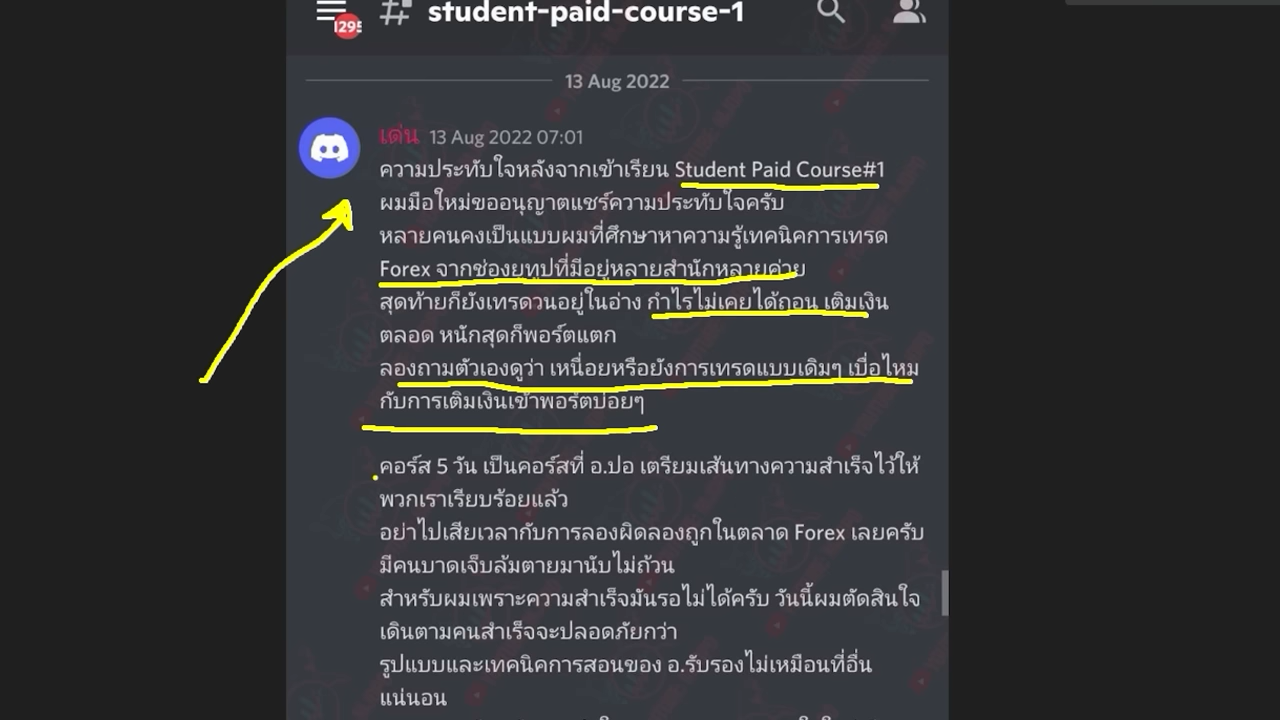 129
# student-paid-course-1
13 Aug 2022
เด่น 13 Aug 2022 07:01
ความประทับใจหลังจากเข้าเรียน Student Paid Course#1
ผมมือใหม่ขออนุญาตแชร์ความประทับใจครับ
หลายคนคงเป็นแบบผมที่ศึกษาหาความรู้เทคนิคการเทรด
Forex จากช่องยูทูปที่มีอยู่หลายสำนักหลายค่าย
สุดท้ายก็ยังเทรดวนอยู่ในอ่าง กำไรไม่เคยได้ถอน เติมเงิน
ตลอด หนักสุดก็พอร์ตแตก
ลองถามตัวเองดูว่า เหนื่อยหรือยังการเทรดแบบเดิมๆ เบื่อไหม
กับการเติมเงินเข้าพอร์ตบ่อยๆ
คอร์ส 5 วัน เป็นคอร์สที่ อ.ปอ เตรียมเส้นทางความสำเร็จไว้ให้
พวกเราเรียบร้อยแล้ว
อย่าไปเสียเวลากับการลองผิดลองถูกในตลาด Forex เลยครับ
มีคนบาดเจ็บล้มตายมานับไม่ถ้วน
สำหรับผมเพราะความสำเร็จมันรอไม่ได้ครับ วันนี้ผมตัดสินใจ
เดินตามคนสำเร็จจะปลอดภัยกว่า
รูปแบบและเทคนิคการสอนของ อ.รับรองไม่เหมือนที่อื่น
แน่นอน